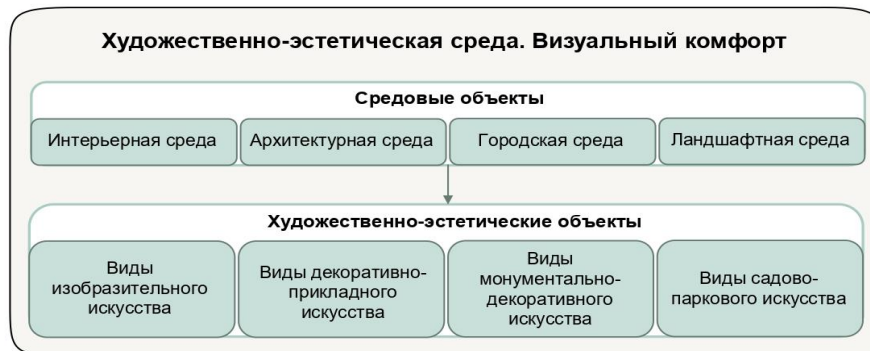 Художественно-эстетическая среда. Визуальный комфорт
Средовые объекты
Интерьерная среда
Архитектурная среда
Городская среда
Ландшафтная среда
Художественно-эстетические объекты
Виды
изобразительного
искусства
Виды декоративно-
прикладного
искусства
Виды
монументально-
декоративного
искусства
Виды садово-
паркового искусства